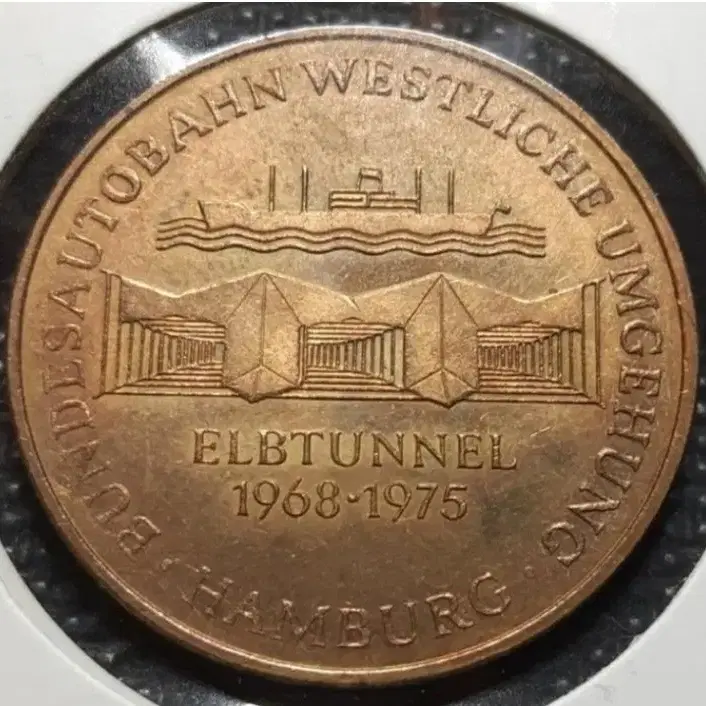 BUNDESAUTOBAHN WESTLICHE UMGEHUNG
· HAMBURG ·
ELBTUNNEL
1968·1975